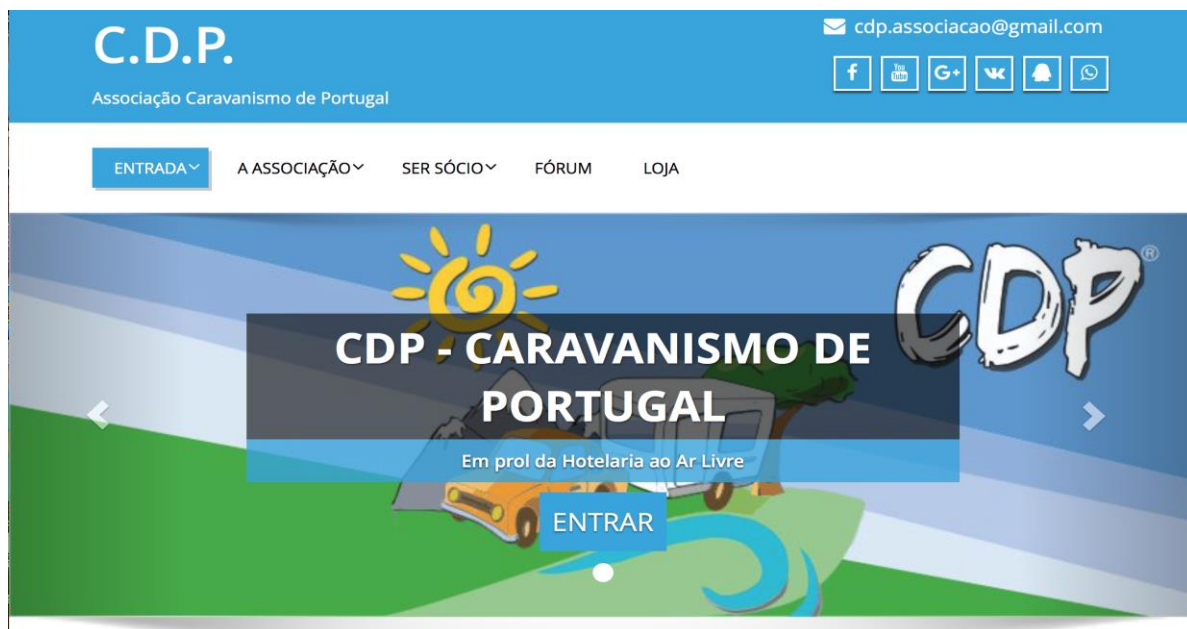 C.D.P.
Associação Caravanismo de Portugal
cdp.associacao@gmail.com
ENTRADA
A ASSOCIAÇÃO
SER SÓCIO
FÓRUM
LOJA
CDP®
CDP - CARAVANISMO DE
PORTUGAL
Em prol da Hotelaria ao Ar Livre
ENTRAR